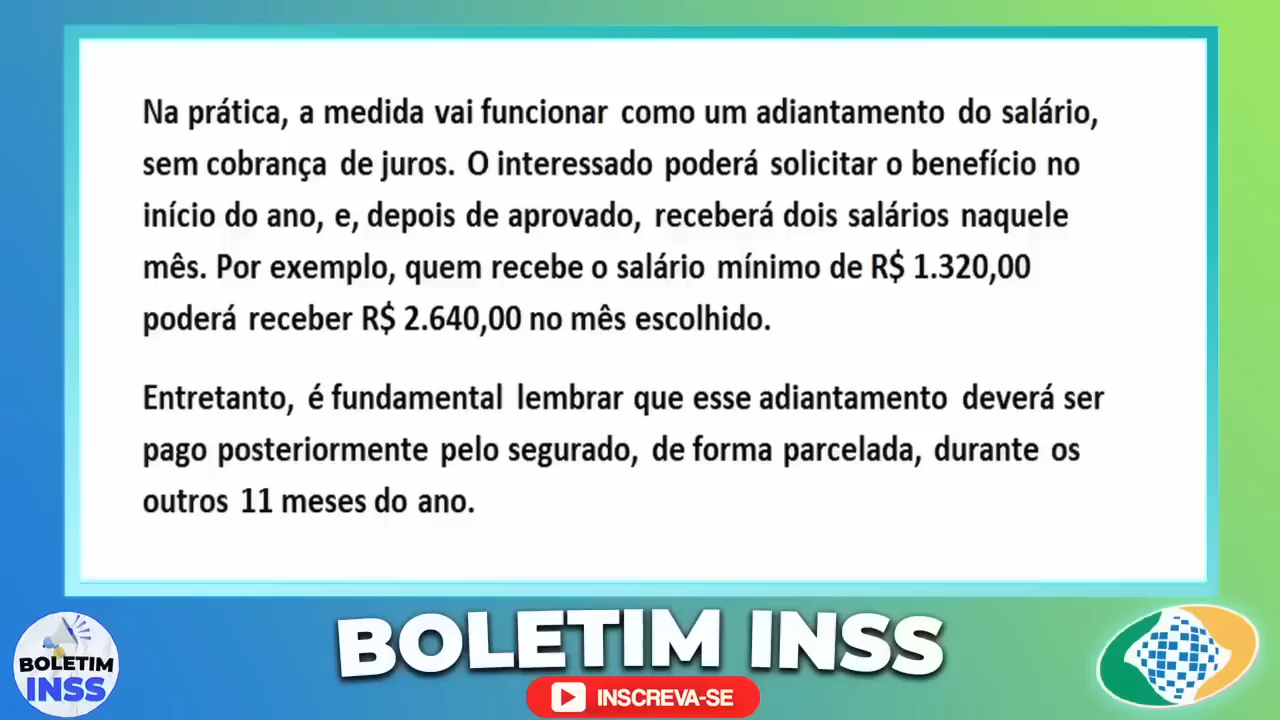 Na prática, a medida vai funcionar como um adiantamento do salário,
sem cobrança de juros. O interessado poderá solicitar o benefício no
início do ano, e, depois de aprovado, receberá dois salários naquele
mês. Por exemplo, quem recebe o salário mínimo de R$ 1.320,00
poderá receber R$ 2.640,00 no mês escolhido.
Entretanto, é fundamental lembrar que esse adiantamento deverá ser
pago posteriormente pelo segurado, de forma parcelada, durante os
outros 11 meses do ano.
BOLETIM INSS
INSCREVA-SE
BOLETIM
INSS